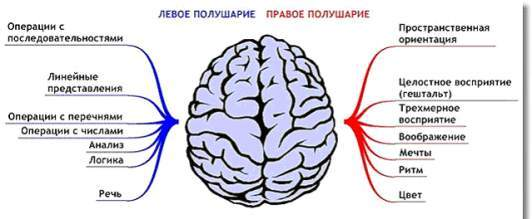 ЛЕВОЕ ПОЛУШАРИЕ ПРАВОЕ ПОЛУШАРИЕ
Операции с
последовательностями
Линейные
представления
Операции с перечнями
Операции с числами
Анализ
Логика
Речь
Пространственная
ориентация
Целостное восприятие
(гештальт)
Трехмерное
восприятие
Воображение
Мечты
Ритм
Цвет